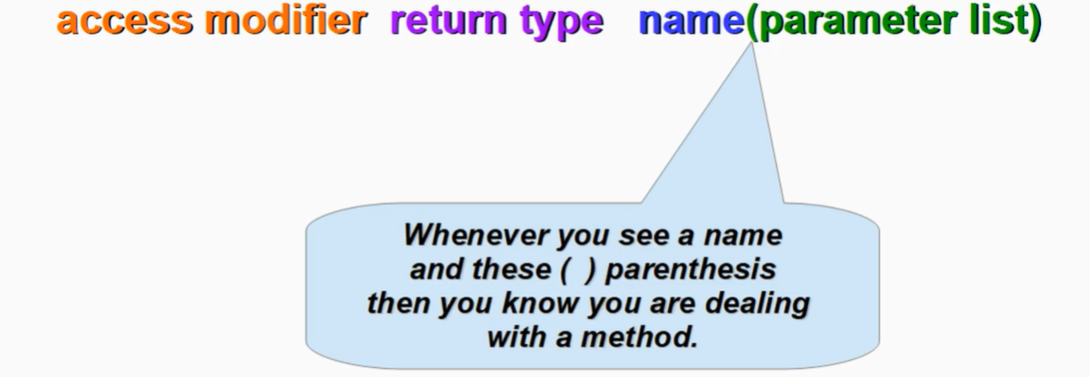 access modifier return type name(parameter list)
Whenever you see a name
and these ( ) parenthesis
then you know you are dealing
with a method.